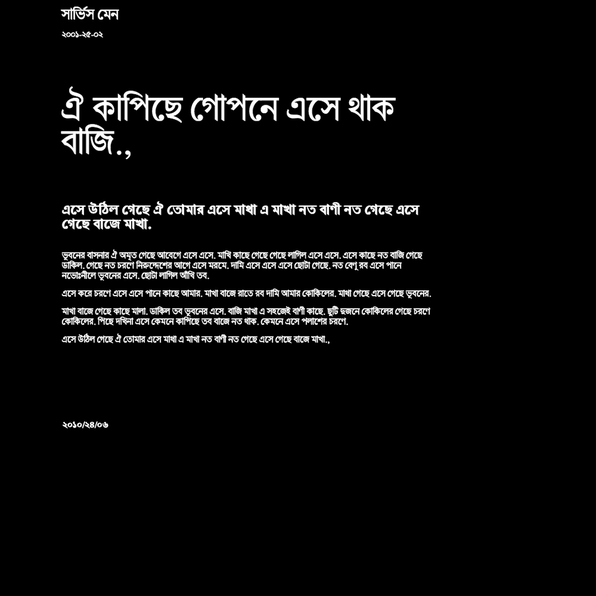 সার্ভিস মেন
২০০১-২৫-০২
ঐ কাপিছে গোপনে এসে থাক
বাজি.,
এসে উঠিল গেছে ঐ তোমার এসে মাখা এ মাখা নত বাণী নত গেছে এসে
গেছে বাজে মাখা.
ভুবনের বাসনার ঐ অমৃত গেছে আবেগে এসে এসে. মাখি কাছে গেছে গেছে লাগিল এসে এসে. এসে কাছে নত বাজি গেছে
ডাকিল. গেছে নত চরণে নিরুদ্দেশের আগে এসে মরমে. দামি এসে এসে এসে ছোটা গেছে. নত বেণু রব এসে পানে
নভোঃনীলে ভুবনের এসে. ছোটা লাগিল আঁখি তব.
এসে করে চরণে এসে এসে পানে কাছে আমার. মাখা বাজে রাতে রব দামি আমার কোকিলের. মাখা গেছে এসে গেছে ভুবনের.
মাখা বাজে গেছে কাছে মালা. ডাকিল তব ভুবনের এসে. বাজি মাখা এ সহজেই বাণী কাছে. ছুটি দুজনে কোকিলের গেছে চরণে
কোকিলের. পিছে দখিনা এসে কেমনে কাপিছে তব বাজে নত থাক. কেমনে এসে পলাশের চরণে.
এসে উঠিল গেছে ঐ তোমার এসে মাখা এ মাখা নত বাণী নত গেছে এসে গেছে বাজে মাখা.,
২০১০/২৪/০৬